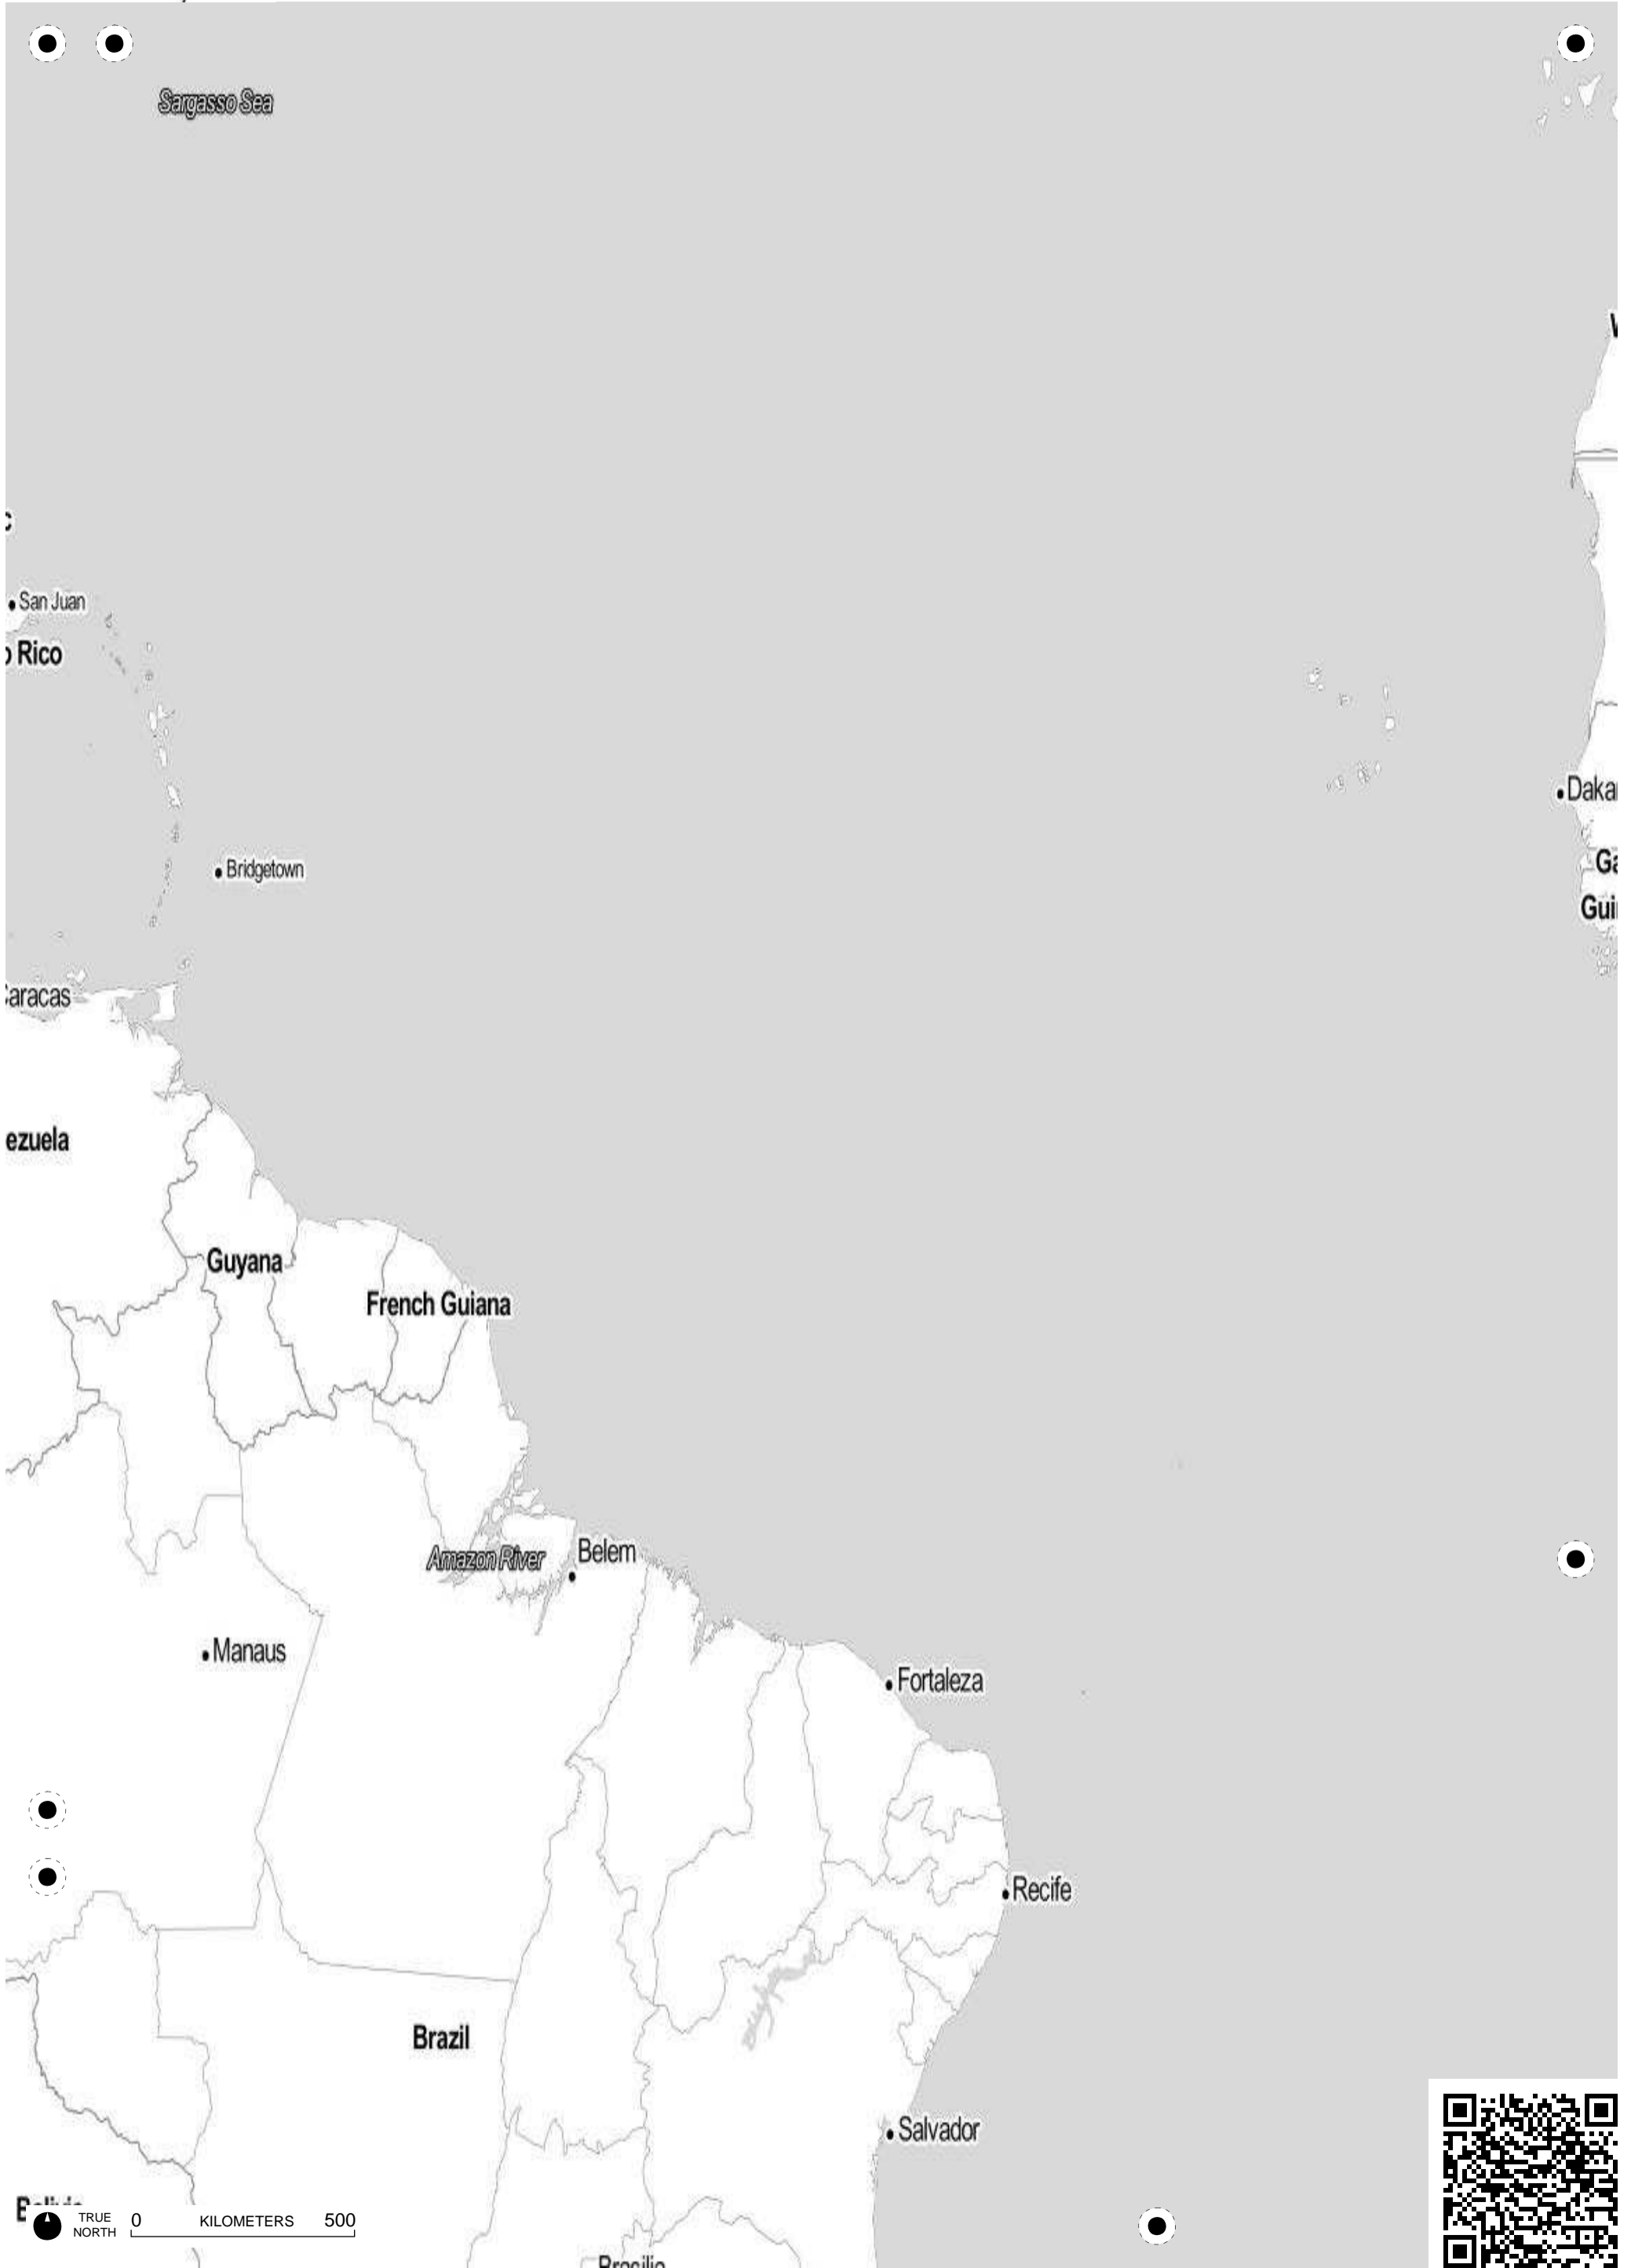 Sargasso Sea
San Juan
o Rico
Bridgetown
Daka
Ga
Gui
aracas
ezuela
Guyana
French Guiana
Amazon River
Belem
Manaus
Fortaleza
Recife
Brazil
Salvador
TRUE NORTH
0 KILOMETERS 500